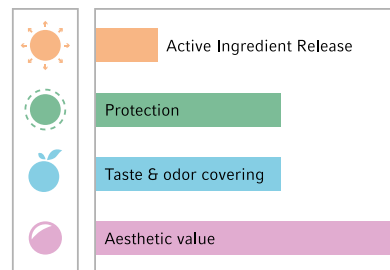 Active Ingredient Release
Protection
Taste & odor covering
Aesthetic value